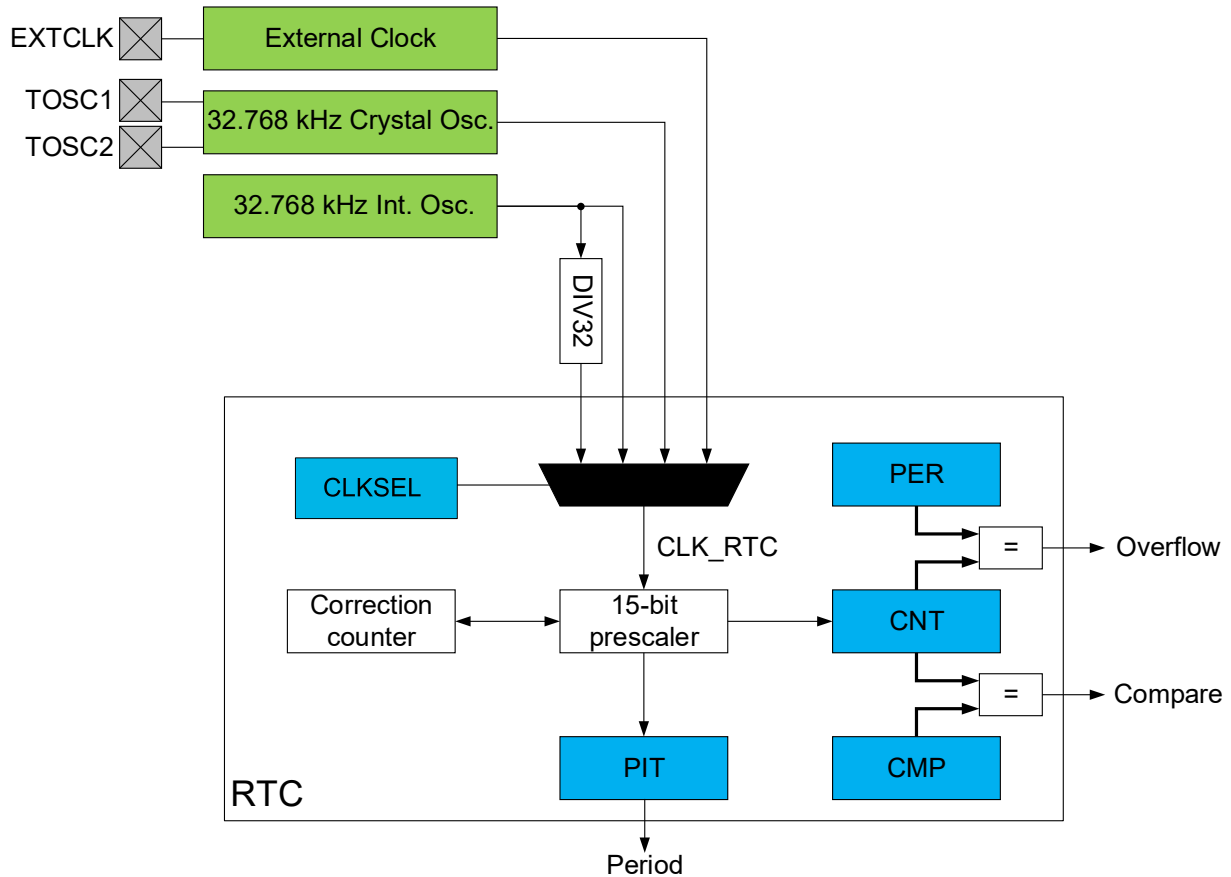 EXTCLK
External Clock
TOSC1
32.768 kHz Crystal Osc.
TOSC2
32.768 kHz Int. Osc.
DIV32
CLKSEL
PER
CLK_RTC
=
Overflow
Correction
counter
15-bit
prescaler
CNT
=
Compare
PIT
CMP
RTC
Period